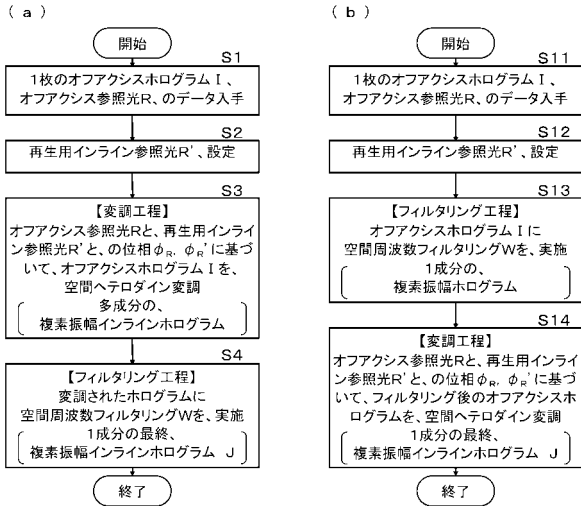 (a)
開始
S1
1枚のオフアクシスホログラムI、
オフアクシス参照光R、のデータ入手
S2
再生用インライン参照光R'、設定
S3
【変調工程】
オフアクシス参照光Rと、再生用インライ
ン参照光R'と、の位相φR, φR'に基づ
いて、オフアクシスホログラムIを、
空間ヘテロダイン変調
多成分の、
複素振幅インラインホログラム
S4
【フィルタリング工程】
変調されたホログラムに
空間周波数フィルタリングWを、実施
1成分の最終、
複素振幅インラインホログラム J
終了
(b)
開始
S11
1枚のオフアクシスホログラムI、
オフアクシス参照光R、のデータ入手
S12
再生用インライン参照光R'、設定
S13
【フィルタリング工程】
オフアクシスホログラムIに
空間周波数フィルタリングWを、実施
1成分の、
複素振幅ホログラム
S14
【変調工程】
オフアクシス参照光Rと、再生用インライ
ン参照光R'と、の位相φR, φR'に基づ
いて、フィルタリング後のオフアクシスホ
ログラムを、空間ヘテロダイン変調
1成分の最終、
複素振幅インラインホログラム J
終了